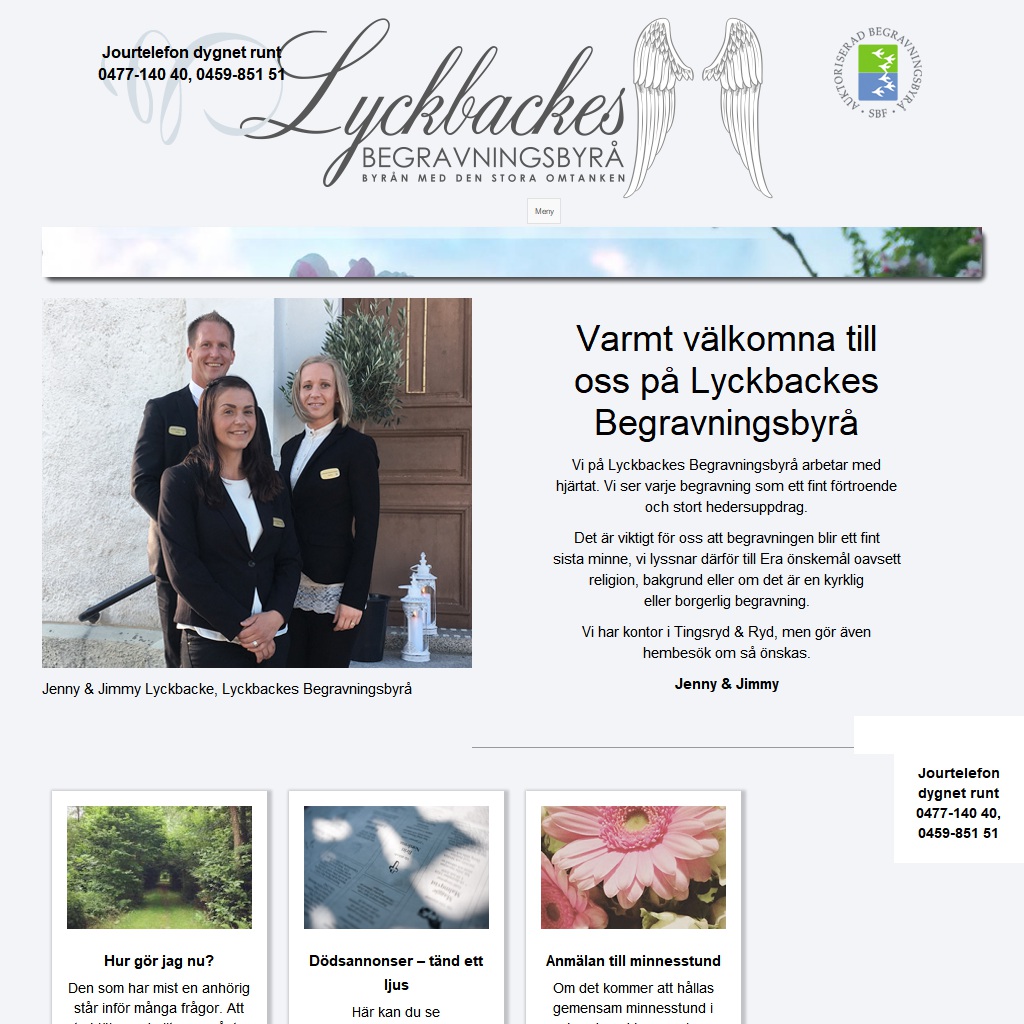 Jourtelefon dygnet runt
0477-140 40, 0459-851 51
Lyckbackes
BEGRAVNINGSBYRÅ
BYRÅN MED DEN STORA OMTANKEN
AUKTORISERAD BEGRAVNINGSBYRÅ
· SBF ·
Meny
Varmt välkomna till
oss på Lyckbackes
Begravningsbyrå
Vi på Lyckbackes Begravningsbyrå arbetar med
hjärtat. Vi ser varje begravning som ett fint förtroende
och stort hedersuppdrag.
Det är viktigt för oss att begravningen blir ett fint
sista minne, vi lyssnar därför till Era önskemål oavsett
religion, bakgrund eller om det är en kyrklig
eller borgerlig begravning.
Vi har kontor i Tingsryd & Ryd, men gör även
hembesök om så önskas.
Jenny & Jimmy
Jenny & Jimmy Lyckbacke, Lyckbackes Begravningsbyrå
Jourtelefon
dygnet runt
0477-140 40,
0459-851 51
Hur gör jag nu?
Den som har mist en anhörig
står inför många frågor. Att
Dödsannonser – tänd ett
ljus
Här kan du se
Anmälan till minnesstund
Om det kommer att hållas
gemensam minnesstund i